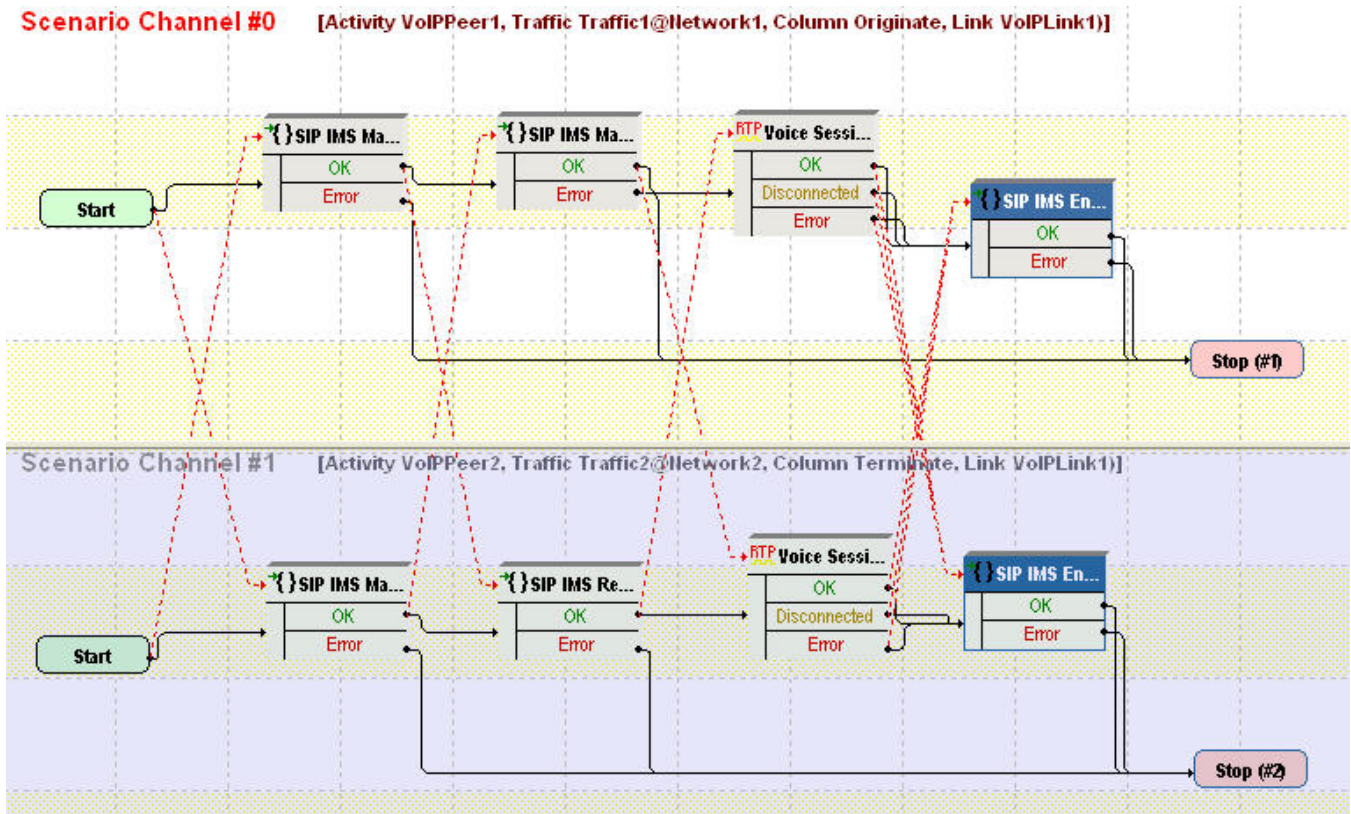 Scenario Channel #0 [Activity VoIPPeer1, Traffic Traffic1@Network1, Column Originate, Link VoIPLink1)]
{}SIP IMS Ma...
OK
Error
{}SIP IMS Ma...
OK
Error
RTP Voice Sessi...
OK
Disconnected
Error
{}SIP IMS En...
OK
Error
Start
Stop (#1)
Scenario Channel #1 [Activity VoIPPeer2, Traffic Traffic2@Network2, Column Terminate, Link VoIPLink1)]
{}SIP IMS Ma...
OK
Error
{}SIP IMS Re...
OK
Error
RTP Voice Sessi...
OK
Disconnected
Error
{}SIP IMS En...
OK
Error
Start
Stop (#2)